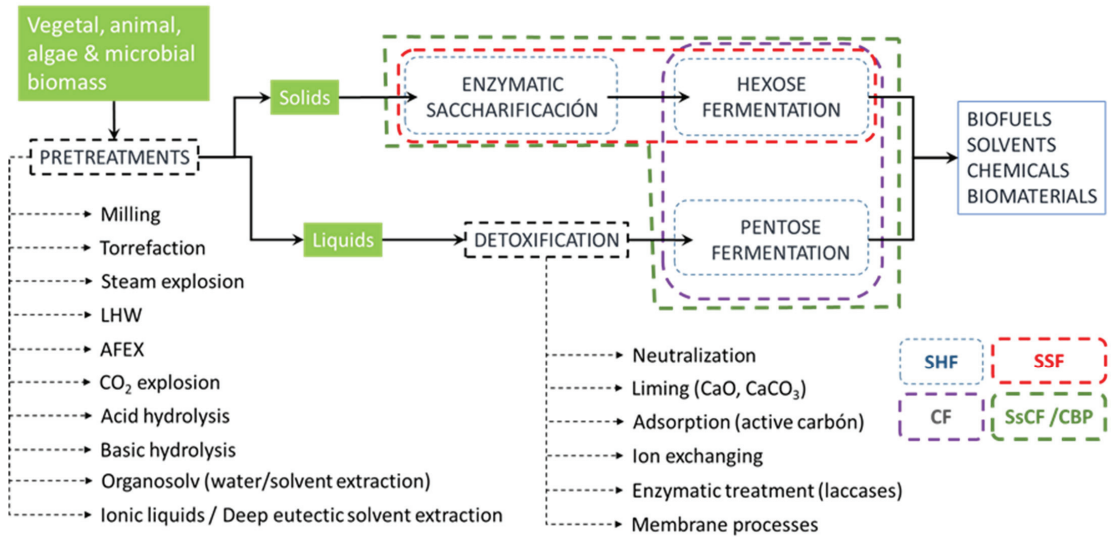 Vegetal, animal,
algae & microbial
biomass
PRETREATMENTS
Milling
Torrefaction
Steam explosion
LHW
AFEX
CO₂ explosion
Acid hydrolysis
Basic hydrolysis
Organosolv (water/solvent extraction)
Ionic liquids / Deep eutectic solvent extraction
Solids
Liquids
ENZYMATIC
SACCHARIFICACIÓN
HEXOSE
FERMENTATION
DETOXIFICATION
PENTOSE
FERMENTATION
Neutralization
Liming (CaO, CaCO₃)
Adsorption (active carbón)
Ion exchanging
Enzymatic treatment (laccases)
Membrane processes
BIOFUELS
SOLVENTS
CHEMICALS
BIOMATERIALS
SHF
SSF
CF
SsCF /CBP